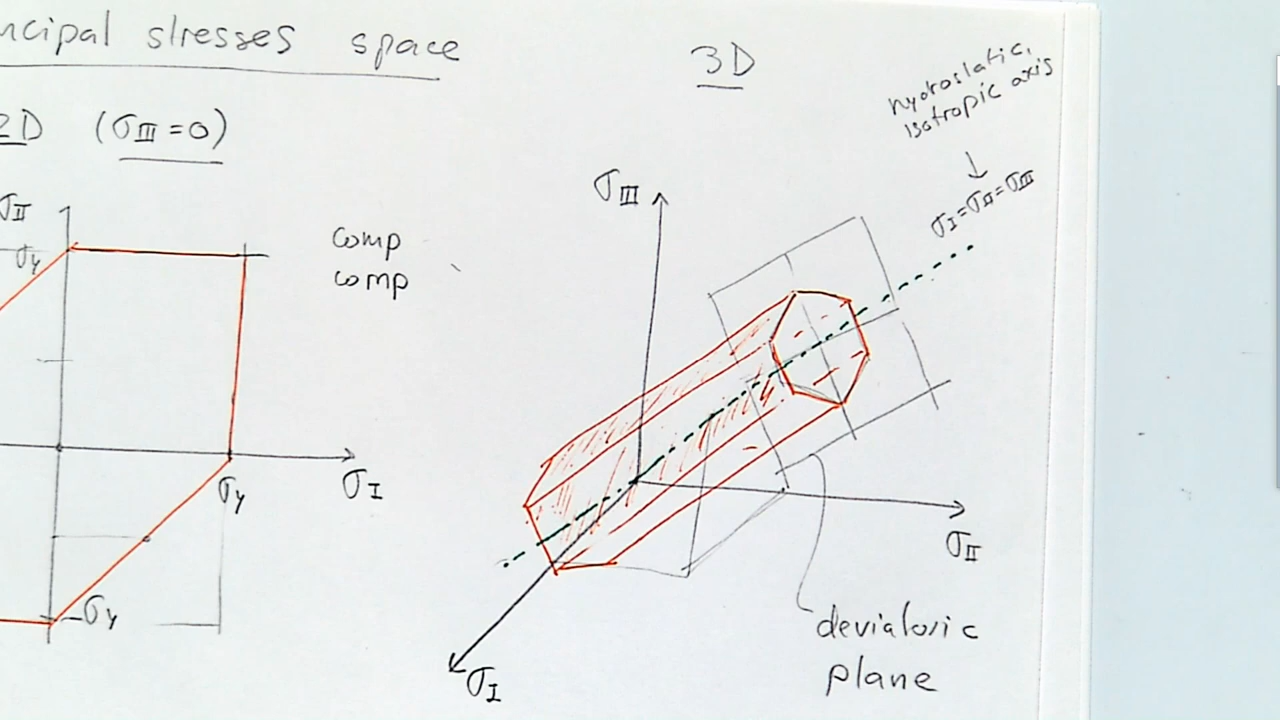 ncipal stresses space
2D (σIII = 0)
σII
σy
comp
comp
σI
σy
-σy
3D
hydrostatic,
isotropic axis
σI=σII=σIII
σIII
σII
σI
deviatoric
plane